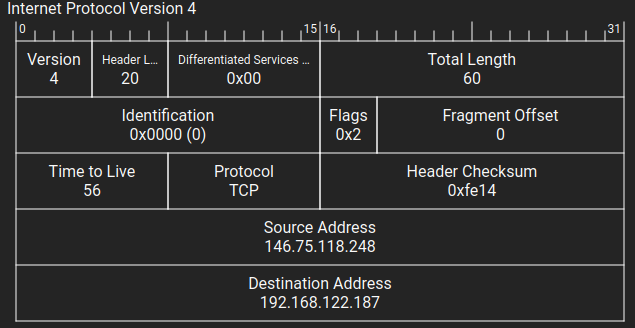 Internet Protocol Version 4
0 15 16 31
Version Header L... Differentiated Services ... Total Length
4 20 0x00 60
Identification Flags Fragment Offset
0x0000 (0) 0x2 0
Time to Live Protocol Header Checksum
56 TCP 0xfe14
Source Address
146.75.118.248
Destination Address
192.168.122.187